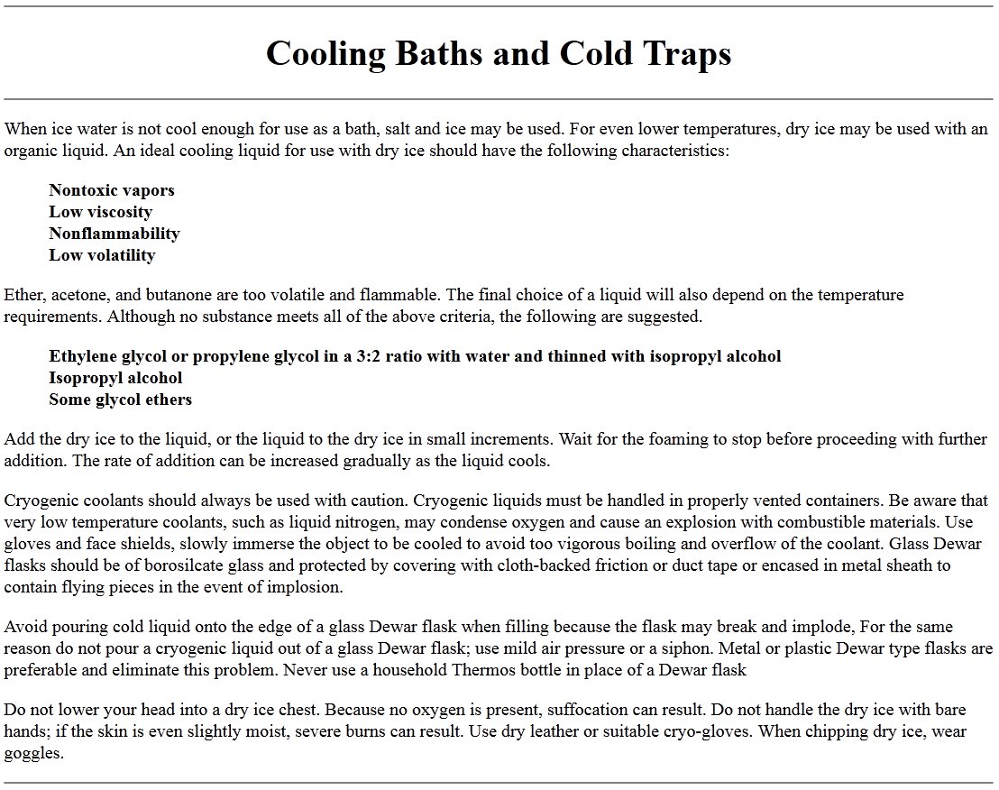 Cooling Baths and Cold Traps
When ice water is not cool enough for use as a bath, salt and ice may be used. For even lower temperatures, dry ice may be used with an
organic liquid. An ideal cooling liquid for use with dry ice should have the following characteristics:
Nontoxic vapors
Low viscosity
Nonflammability
Low volatility
Ether, acetone, and butanone are too volatile and flammable. The final choice of a liquid will also depend on the temperature
requirements. Although no substance meets all of the above criteria, the following are suggested.
Ethylene glycol or propylene glycol in a 3:2 ratio with water and thinned with isopropyl alcohol
Isopropyl alcohol
Some glycol ethers
Add the dry ice to the liquid, or the liquid to the dry ice in small increments. Wait for the foaming to stop before proceeding with further
addition. The rate of addition can be increased gradually as the liquid cools.
Cryogenic coolants should always be used with caution. Cryogenic liquids must be handled in properly vented containers. Be aware that
very low temperature coolants, such as liquid nitrogen, may condense oxygen and cause an explosion with combustible materials. Use
gloves and face shields, slowly immerse the object to be cooled to avoid too vigorous boiling and overflow of the coolant. Glass Dewar
flasks should be of borosilcate glass and protected by covering with cloth-backed friction or duct tape or encased in metal sheath to
contain flying pieces in the event of implosion.
Avoid pouring cold liquid onto the edge of a glass Dewar flask when filling because the flask may break and implode, For the same
reason do not pour a cryogenic liquid out of a glass Dewar flask; use mild air pressure or a siphon. Metal or plastic Dewar type flasks are
preferable and eliminate this problem. Never use a household Thermos bottle in place of a Dewar flask
Do not lower your head into a dry ice chest. Because no oxygen is present, suffocation can result. Do not handle the dry ice with bare
hands; if the skin is even slightly moist, severe burns can result. Use dry leather or suitable cryo-gloves. When chipping dry ice, wear
goggles.